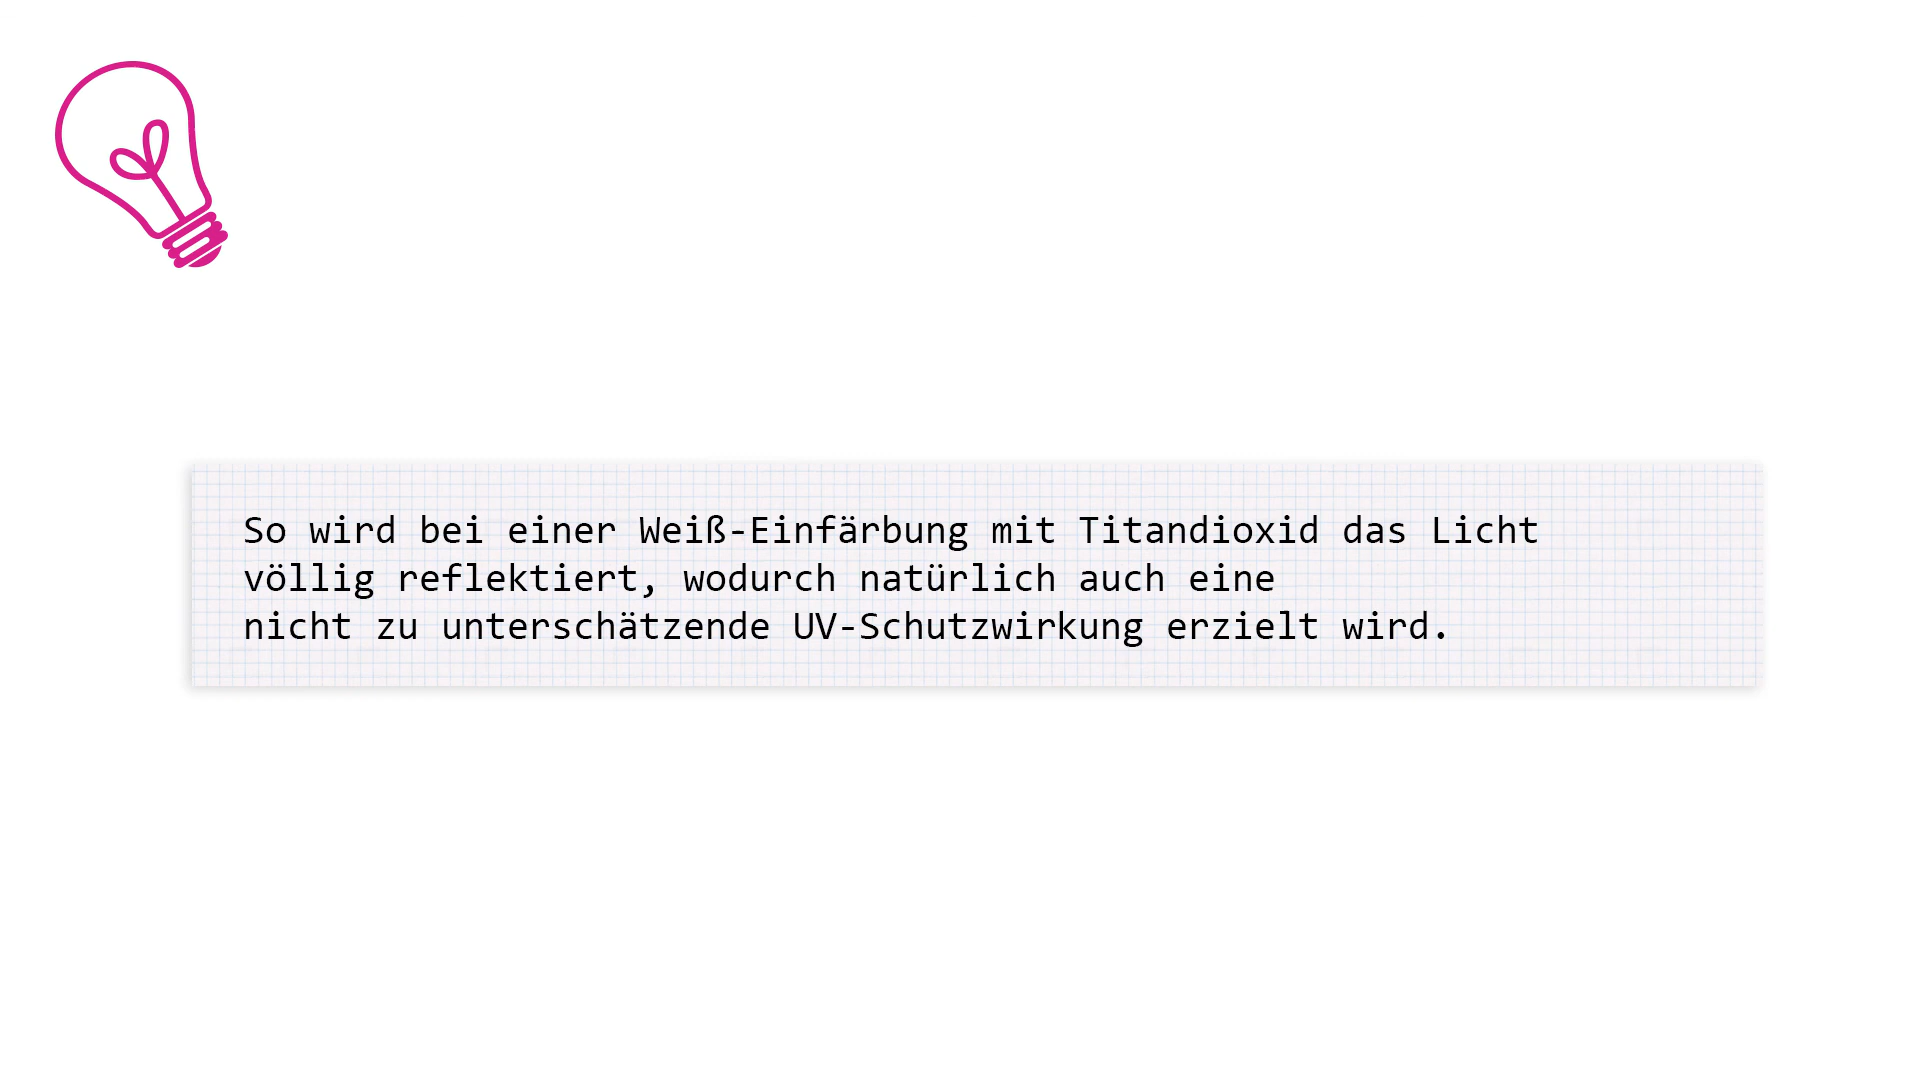 So wird bei einer Weiß-Einfärbung mit Titandioxid das Licht
völlig reflektiert, wodurch natürlich auch eine
nicht zu unterschätzende UV-Schutzwirkung erzielt wird.